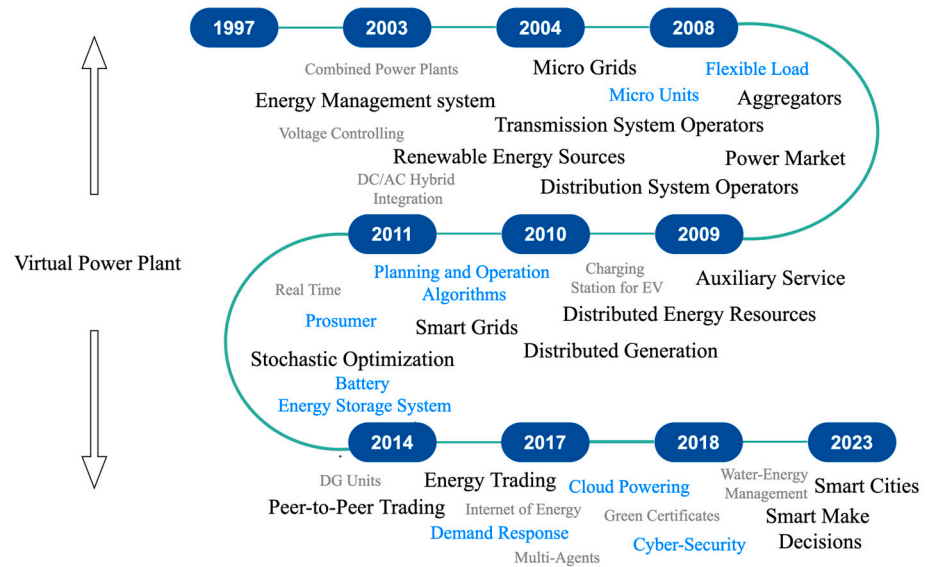 1997
2003
2004
2008
Combined Power Plants
Micro Grids
Flexible Load
Energy Management system
Micro Units
Aggregators
Voltage Controlling
Transmission System Operators
Renewable Energy Sources
Power Market
DC/AC Hybrid
Integration
Distribution System Operators
2011
2010
2009
Virtual Power Plant
Planning and Operation
Algorithms
Charging
Station for EV
Auxiliary Service
Real Time
Prosumer
Smart Grids
Distributed Energy Resources
Stochastic Optimization
Distributed Generation
Battery
Energy Storage System
2014
2017
2018
2023
DG Units
Energy Trading
Cloud Powering
Water-Energy
Management
Smart Cities
Peer-to-Peer Trading
Internet of Energy
Green Certificates
Smart Make
Decisions
Demand Response
Multi-Agents
Cyber-Security